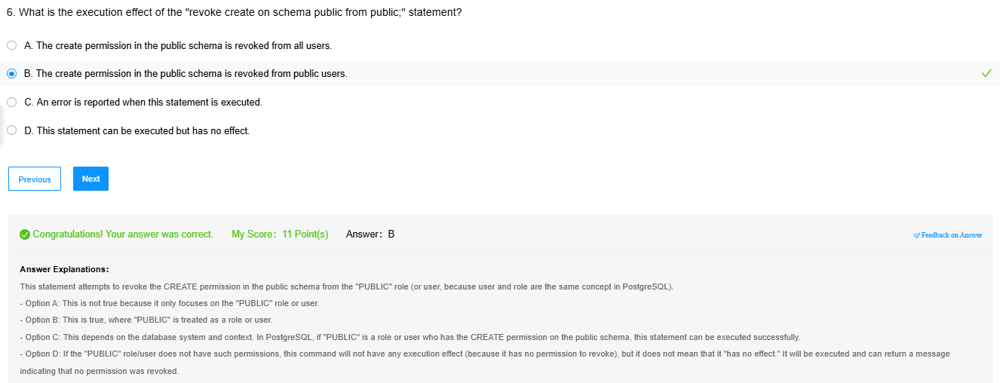 6. What is the execution effect of the "revoke create on schema public from public;" statement?
A. The create permission in the public schema is revoked from all users.
B. The create permission in the public schema is revoked from public users.
C. An error is reported when this statement is executed.
D. This statement can be executed but has no effect.
Previous Next
Congratulations! Your answer was correct. My Score: 11 Point(s) Answer: B Feedback on Answer
Answer Explanations:
This statement attempts to revoke the CREATE permission in the public schema from the "PUBLIC" role (or user, because user and role are the same concept in PostgreSQL).
- Option A: This is not true because it only focuses on the "PUBLIC" role or user.
- Option B: This is true, where "PUBLIC" is treated as a role or user.
- Option C: This depends on the database system and context. In PostgreSQL, if "PUBLIC" is a role or user who has the CREATE permission on the public schema, this statement can be executed successfully.
- Option D: If the "PUBLIC" role/user does not have such permissions, this command will not have any execution effect (because it has no permission to revoke), but it does not mean that it "has no effect." It will be executed and can return a message
indicating that no permission was revoked.